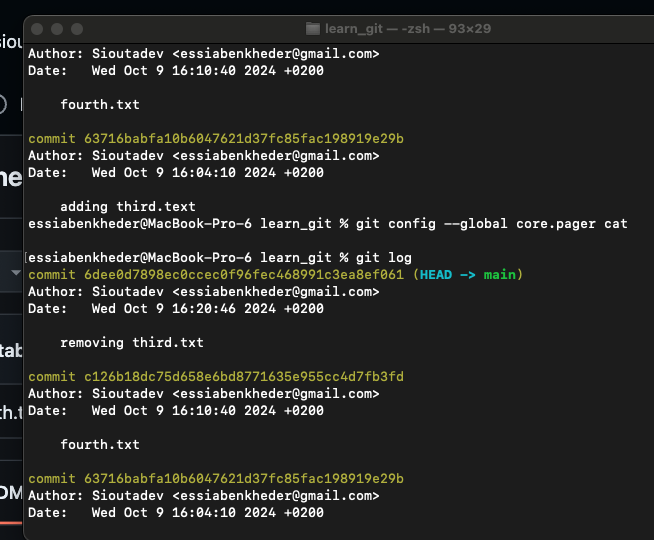 learn_git — -zsh — 93×29
Author: Sioutadev <essiabenkheder@gmail.com>
Date:   Wed Oct 9 16:10:40 2024 +0200
    fourth.txt
commit 63716babfa10b6047621d37fc85fac198919e29b
Author: Sioutadev <essiabenkheder@gmail.com>
Date:   Wed Oct 9 16:04:10 2024 +0200
    adding third.text
essiabenkheder@MacBook-Pro-6 learn_git % git config --global core.pager cat
[essiabenkheder@MacBook-Pro-6 learn_git % git log
commit 6dee0d7898ec0ccec0f96fec468991c3ea8ef061 (HEAD -> main)
Author: Sioutadev <essiabenkheder@gmail.com>
Date:   Wed Oct 9 16:20:46 2024 +0200
    removing third.txt
commit c126b18dc75d658e6bd8771635e955cc4d7fb3fd
Author: Sioutadev <essiabenkheder@gmail.com>
Date:   Wed Oct 9 16:10:40 2024 +0200
    fourth.txt
commit 63716babfa10b6047621d37fc85fac198919e29b
Author: Sioutadev <essiabenkheder@gmail.com>
Date:   Wed Oct 9 16:04:10 2024 +0200